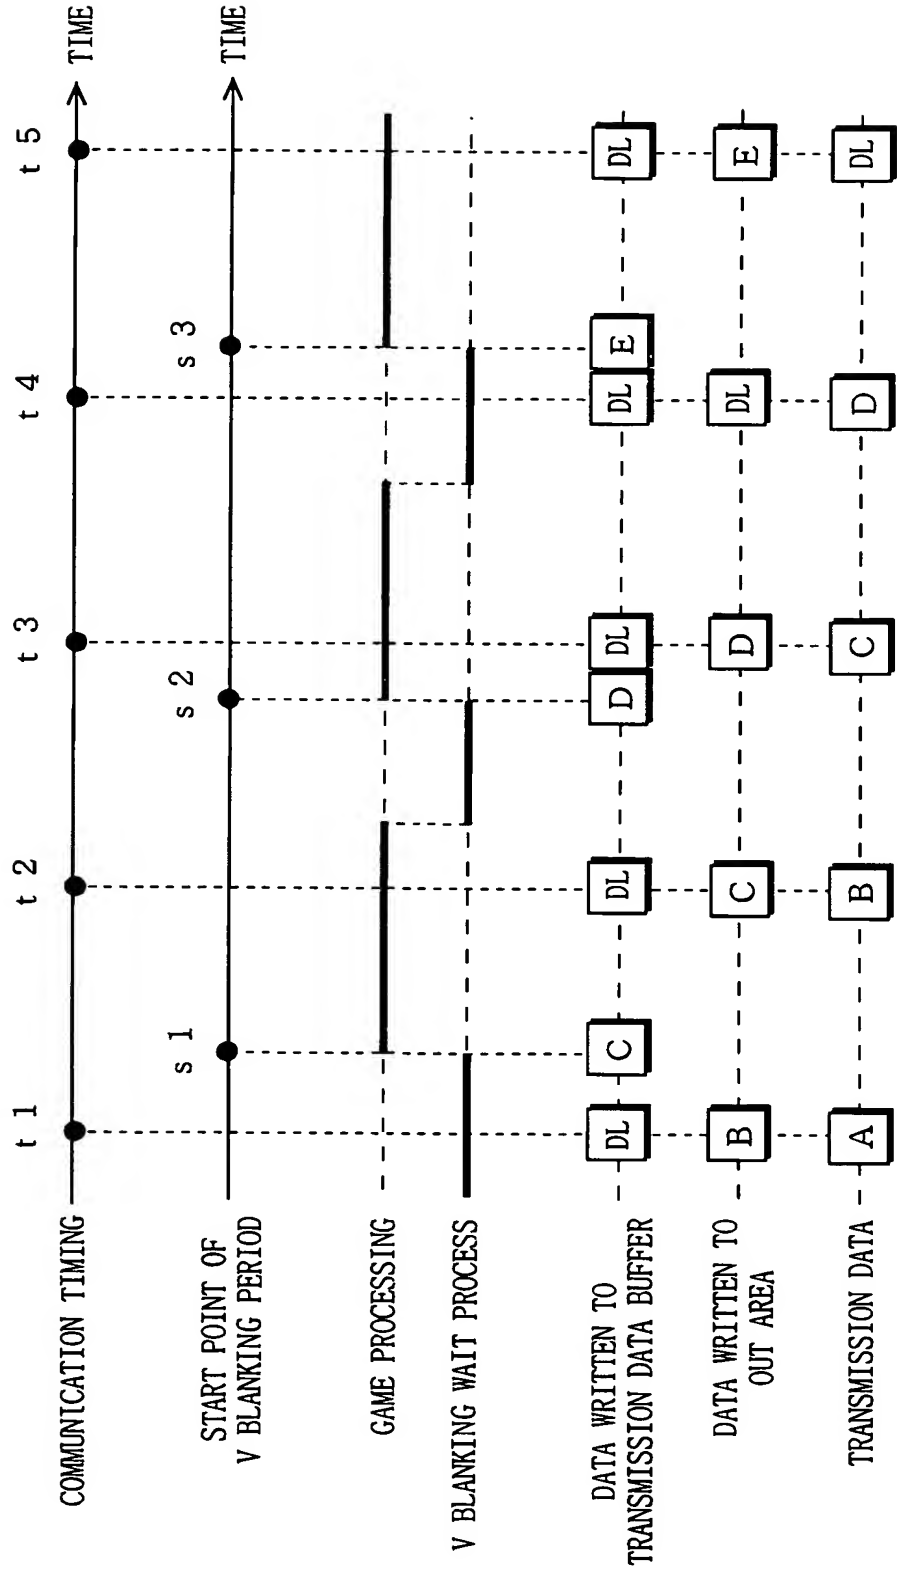 t 1
t 2
t 3
t 4
t 5
COMMUNICATION TIMING
TIME
s 1
s 2
s 3
START POINT OF
V BLANKING PERIOD
TIME
GAME PROCESSING
V BLANKING WAIT PROCESS
DATA WRITTEN TO
TRANSMISSION DATA BUFFER
DL
C
DL
D
DL
DL
E
DL
DATA WRITTEN TO
OUT AREA
B
C
D
DL
E
TRANSMISSION DATA
A
B
C
D
DL